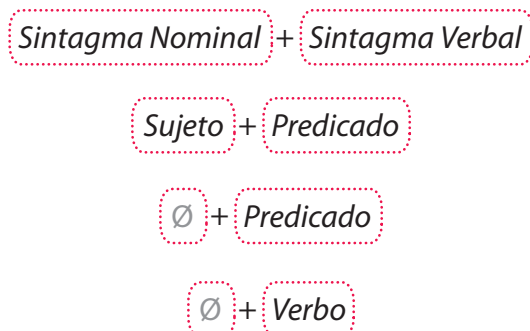 Sintagma Nominal + Sintagma Verbal
Sujeto + Predicado
Ø + Predicado
Ø + Verbo